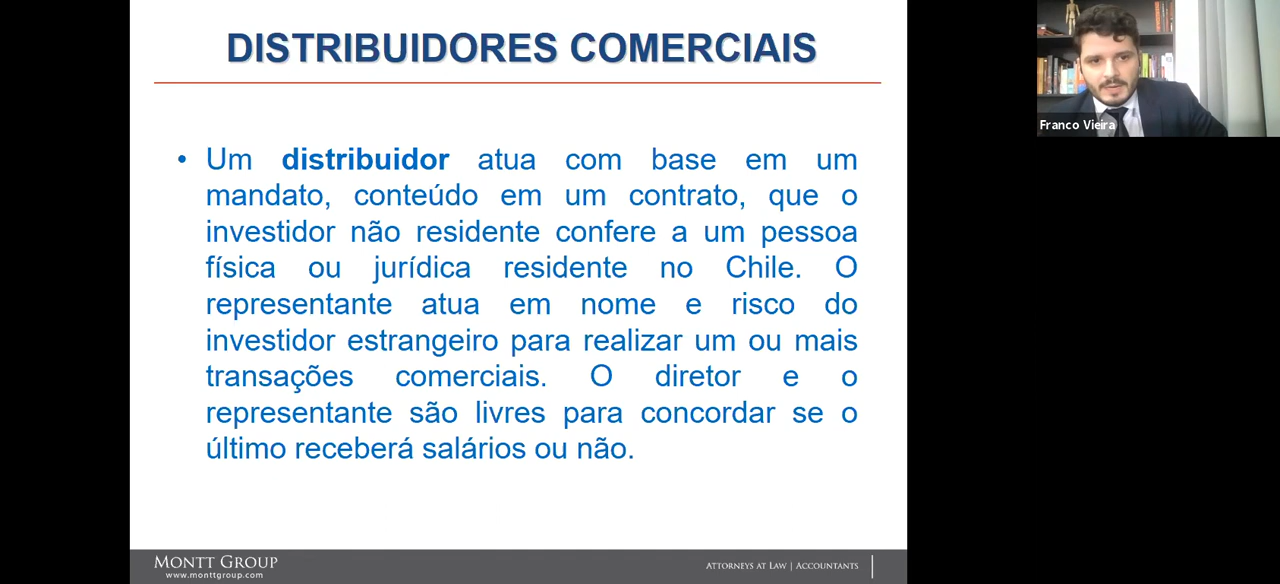 DISTRIBUIDORES COMERCIAIS
• Um distribuidor atua com base em um
mandato, conteúdo em um contrato, que o
investidor não residente confere a um pessoa
física ou jurídica residente no Chile. O
representante atua em nome e risco do
investidor estrangeiro para realizar um ou mais
transações comerciais. O diretor e o
representante são livres para concordar se o
último receberá salários ou não.
MONTT GROUP
www.monttgroup.com
ATTORNEYS AT LAW | ACCOUNTANTS
Franco Vieira